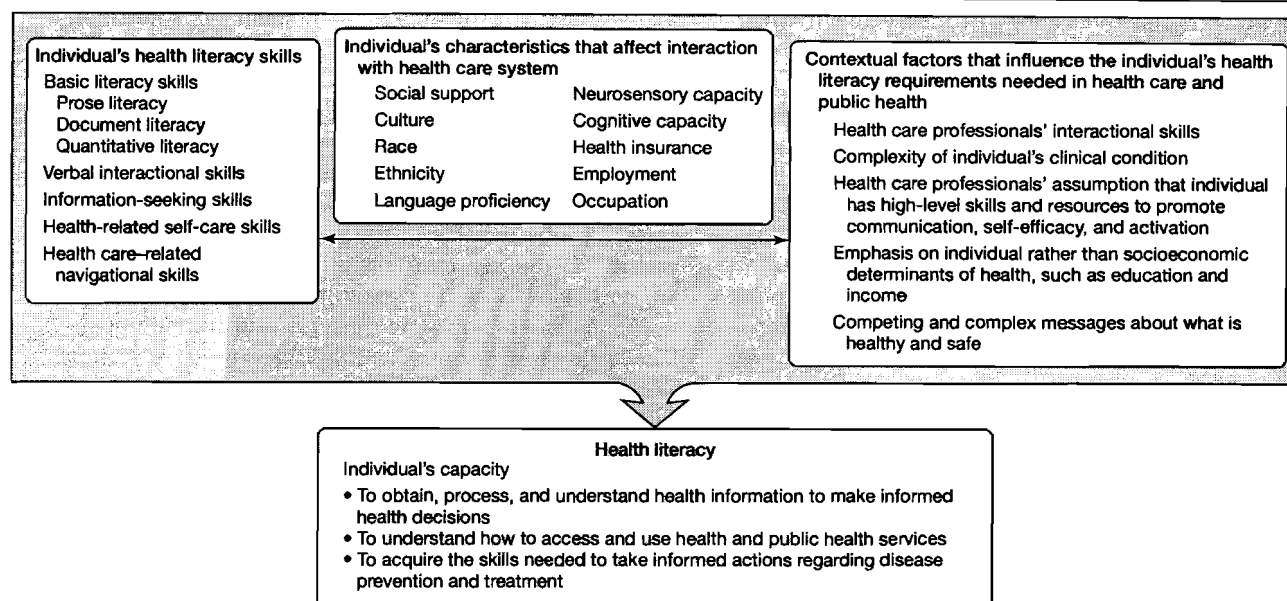 Individual's health literacy skills
Basic literacy skills
Prose literacy
Document literacy
Quantitative literacy
Verbal interactional skills
Information-seeking skills
Health-related self-care skills
Health care–related
navigational skills
Individual's characteristics that affect interaction
with health care system
Social support
Culture
Race
Ethnicity
Language proficiency
Neurosensory capacity
Cognitive capacity
Health insurance
Employment
Occupation
Contextual factors that influence the individual's health
literacy requirements needed in health care and
public health
Health care professionals' interactional skills
Complexity of individual's clinical condition
Health care professionals' assumption that individual
has high-level skills and resources to promote
communication, self-efficacy, and activation
Emphasis on individual rather than socioeconomic
determinants of health, such as education and
income
Competing and complex messages about what is
healthy and safe
Health literacy
Individual's capacity
• To obtain, process, and understand health information to make informed
health decisions
• To understand how to access and use health and public health services
• To acquire the skills needed to take informed actions regarding disease
prevention and treatment